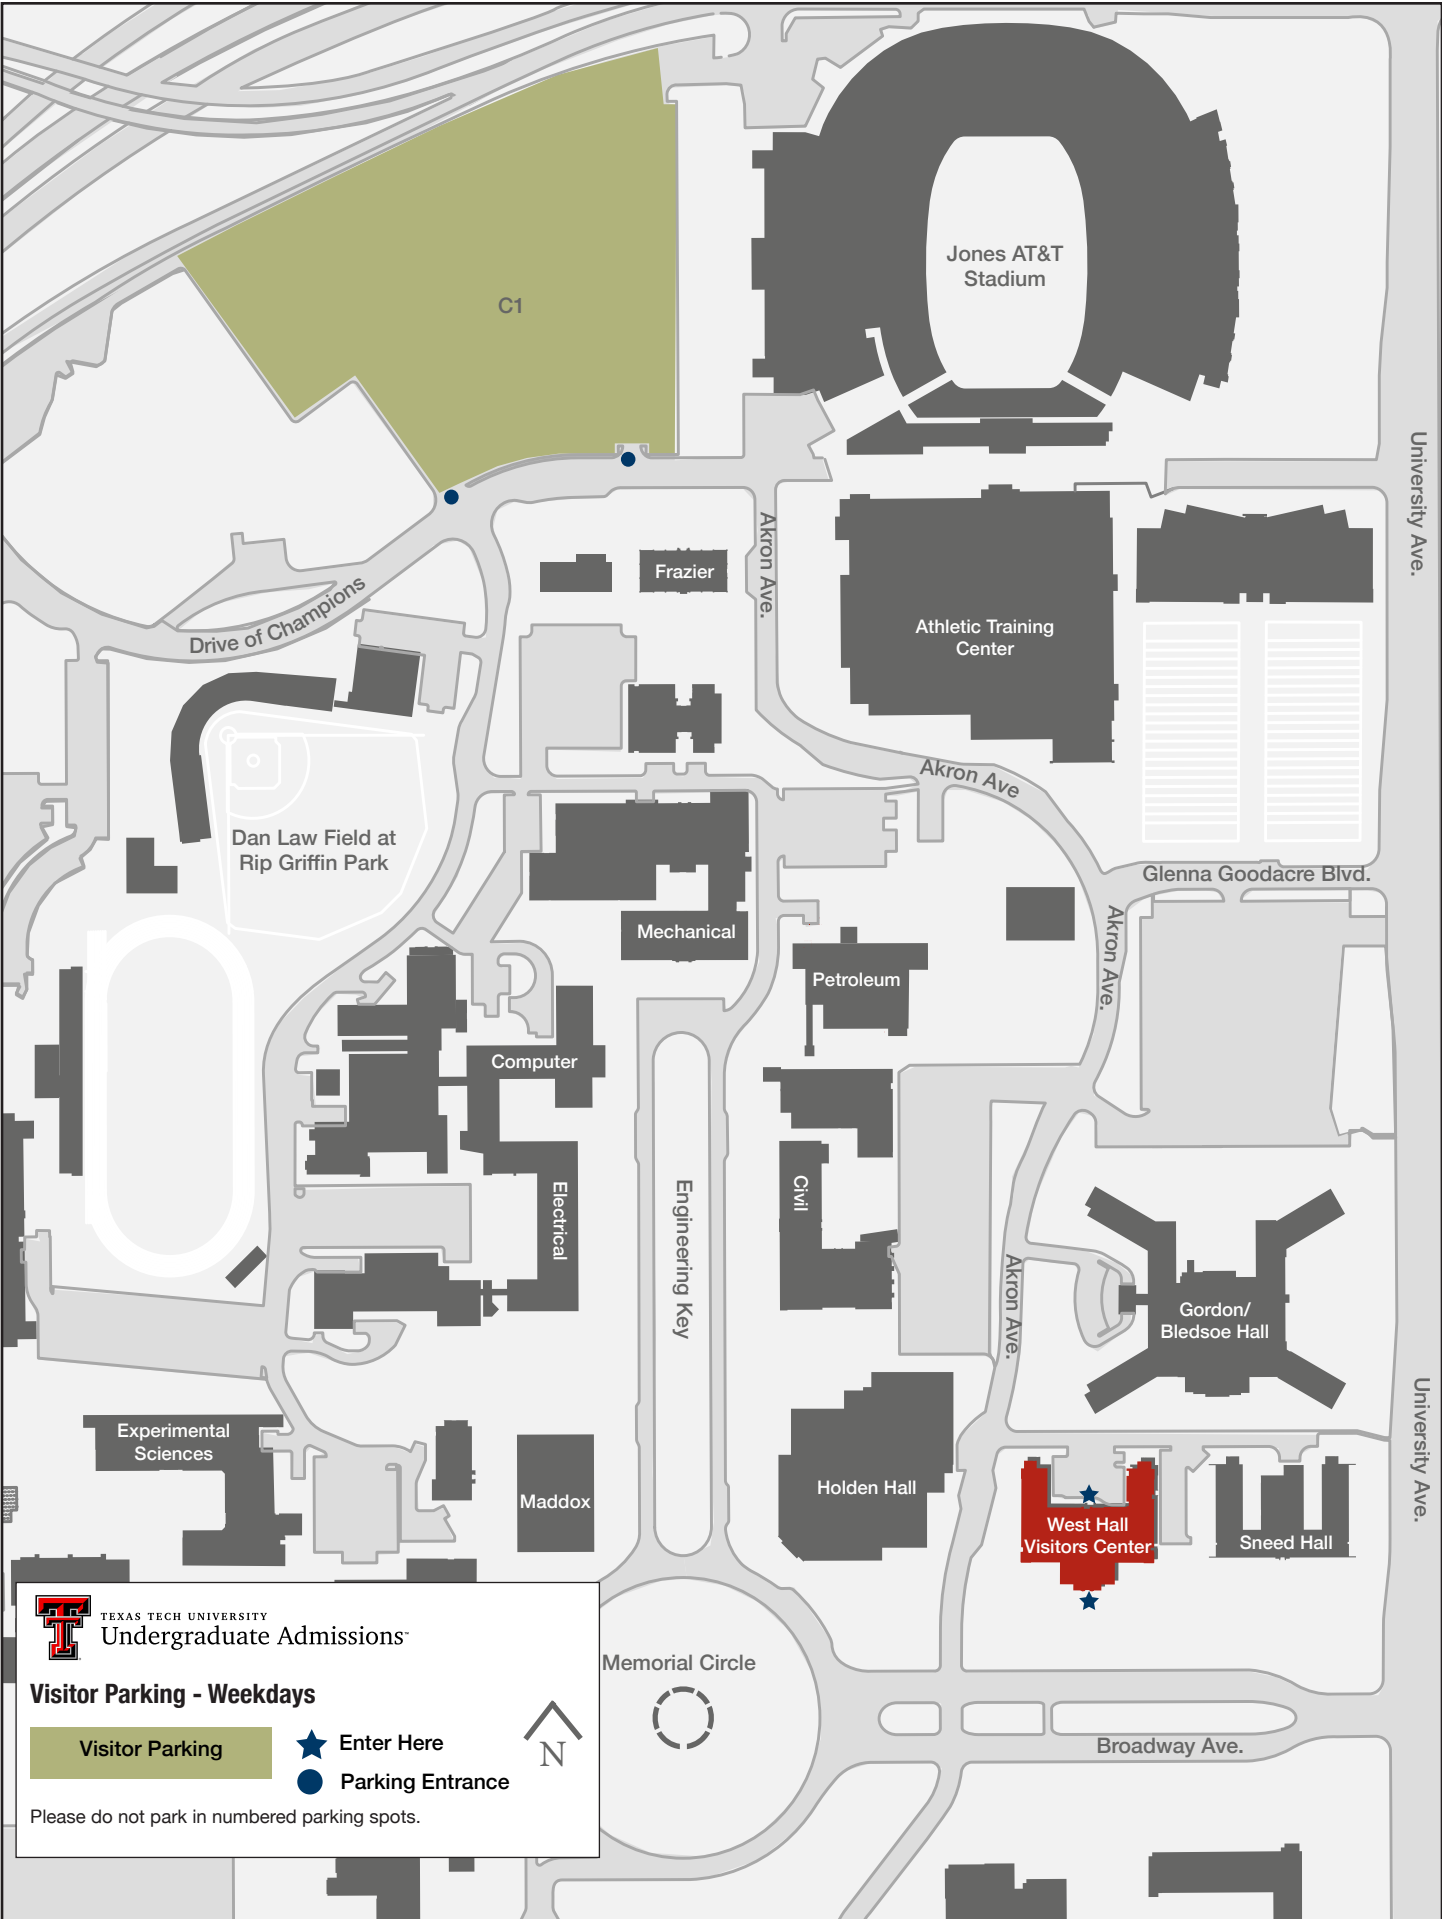 C1
Jones AT&T
Stadium
University Ave.
Akron Ave.
Frazier
Athletic Training
Center
Drive of Champions
Akron Ave
Dan Law Field at
Rip Griffin Park
Glenna Goodacre Blvd.
Mechanical
Akron Ave.
Petroleum
Computer
Electrical
Engineering Key
Civil
Akron Ave.
Gordon/
Bledsoe Hall
University Ave.
Experimental
Sciences
Maddox
Holden Hall
West Hall
Visitors Center
Sneed Hall
TEXAS TECH UNIVERSITY
Undergraduate Admissions™
Memorial Circle
Visitor Parking - Weekdays
Visitor Parking
Enter Here
N
Parking Entrance
Broadway Ave.
Please do not park in numbered parking spots.